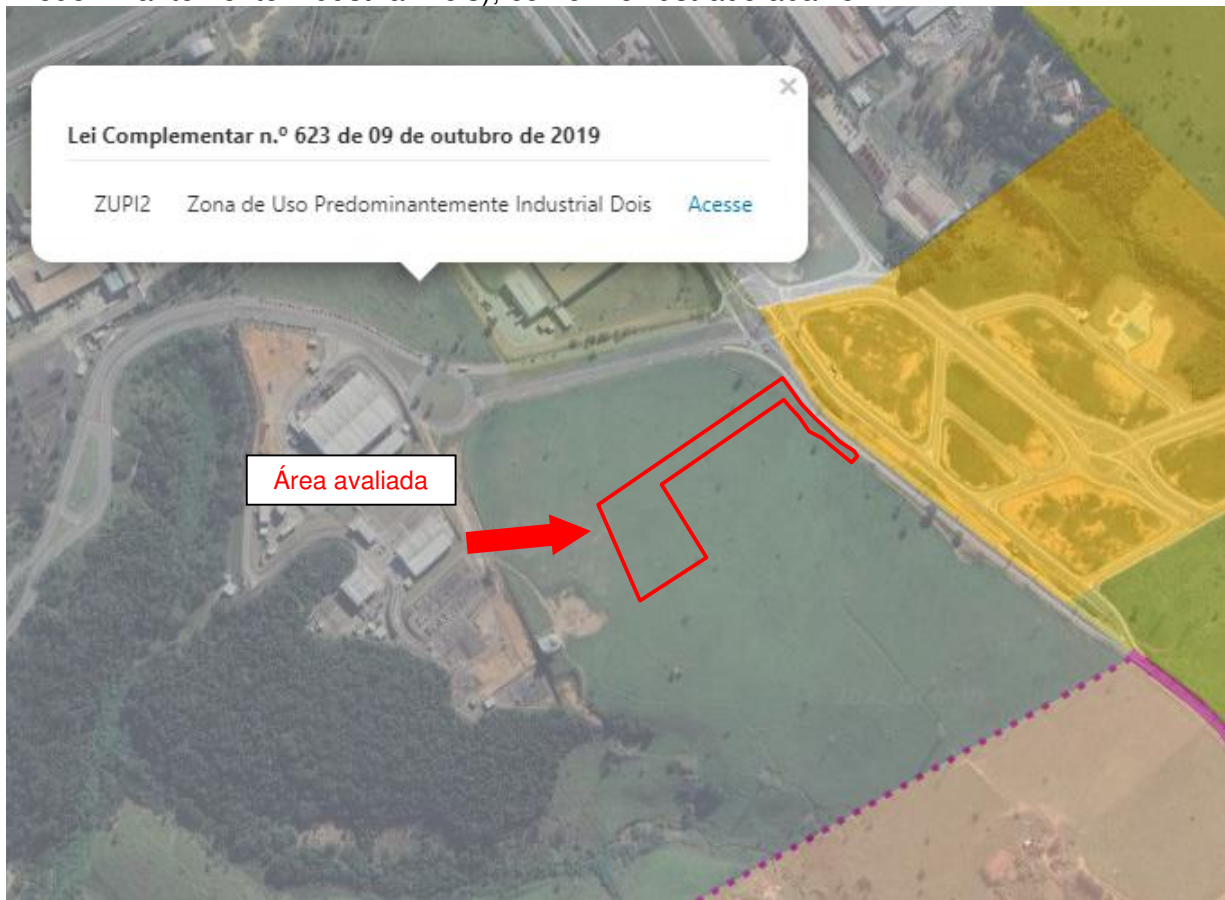 Lei Complementar n.º 623 de 09 de outubro de 2019
ZUPI2 Zona de Uso Predominantemente Industrial Dois Acesse
Área avaliada